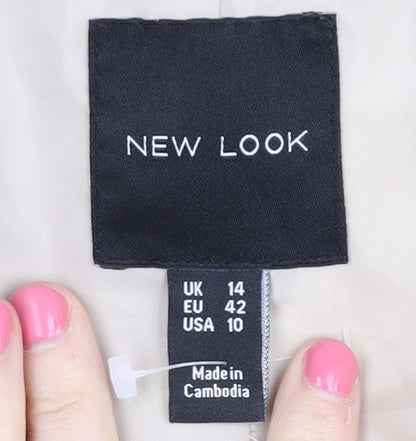 NEW LOOK
UK 14
EU 42
USA 10
Made in
Cambodia